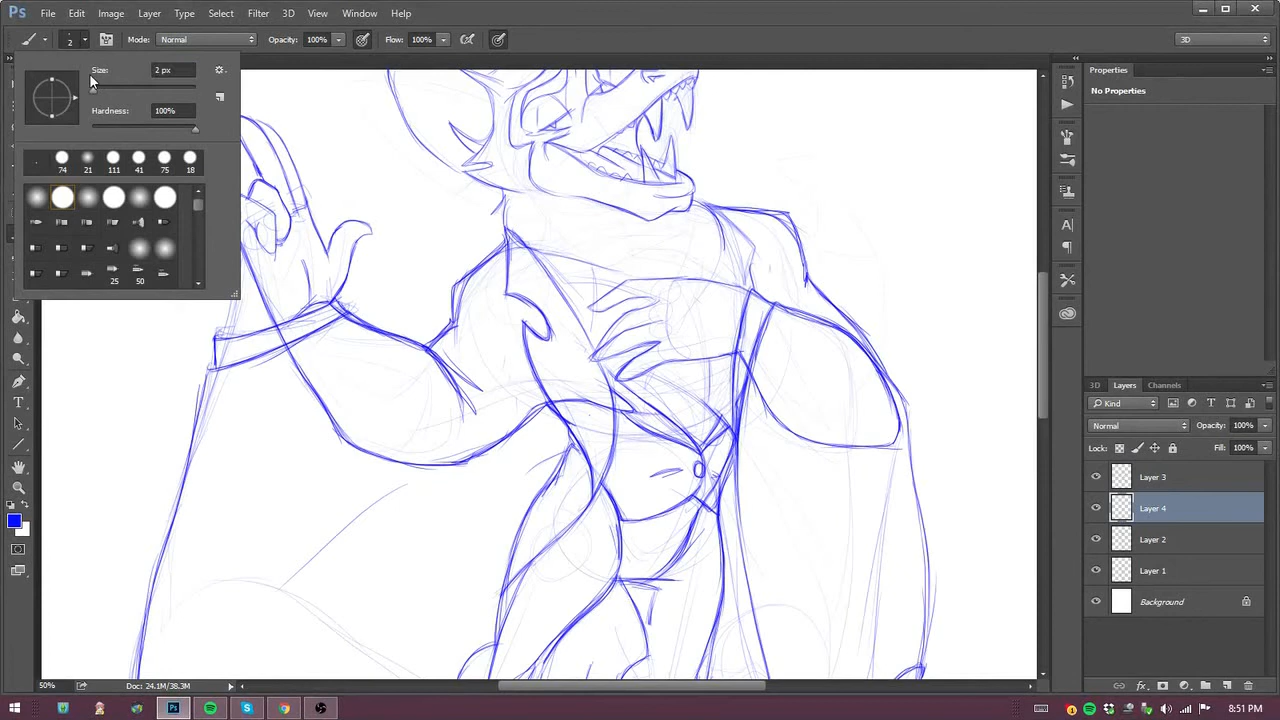 Ps File Edit Image Layer Type Select Filter 3D View Window Help
2 Mode: Normal Opacity: 100% Flow: 100% 3D
Size: 2 px
Hardness: 100%
74 21 111 41 75 18
25 50
Properties
No Properties
3D Layers Channels
Kind
Normal Opacity: 100%
Lock: Fill: 100%
Layer 3
Layer 4
Layer 2
Layer 1
Background
50% Doc: 24.1M/38.3M
8:51 PM